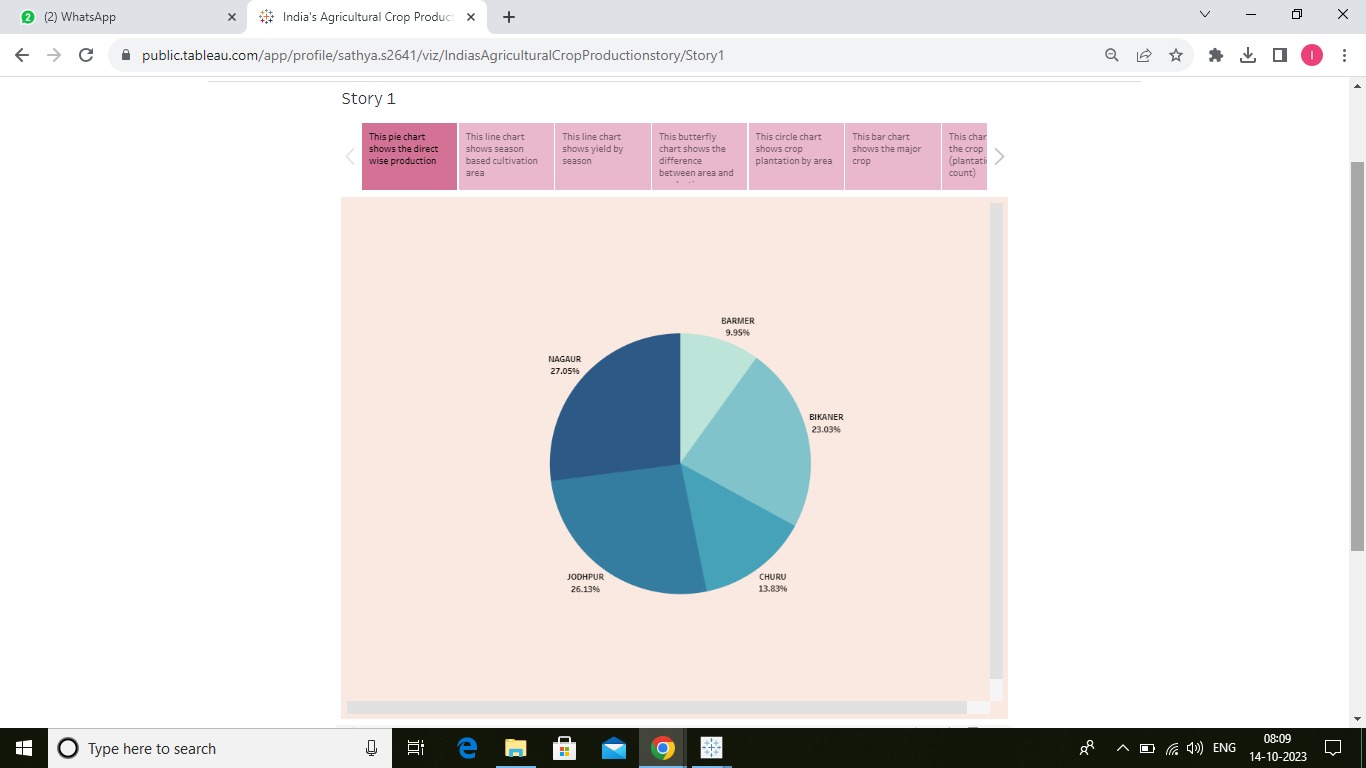 (2) WhatsApp
India's Agricultural Crop Produc
public.tableau.com/app/profile/sathya.s2641/viz/IndiasAgriculturalCropProductionstory/Story1
I
Story 1
This pie chart
shows the direct
wise production
This line chart
shows season
based cultivation
area
This line chart
shows yield by
season
This butterfly
chart shows the
difference
between area and
This circle chart
shows crop
plantation by area
This bar chart
shows the major
crop
This char
the crop
(plantati
count)
BARMER
9.95%
NAGAUR
27.05%
BIKANER
23.03%
JODHPUR
26.13%
CHURU
13.83%
Type here to search
ENG
08:09
14-10-2023